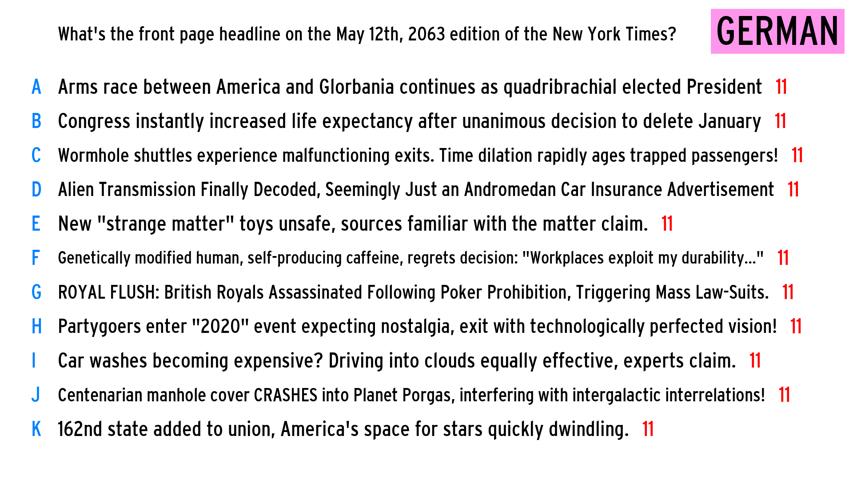 What's the front page headline on the May 12th, 2063 edition of the New York Times?
GERMAN
A Arms race between America and Glorbania continues as quadribrachial elected President 11
B Congress instantly increased life expectancy after unanimous decision to delete January 11
C Wormhole shuttles experience malfunctioning exits. Time dilation rapidly ages trapped passengers! 11
D Alien Transmission Finally Decoded, Seemingly Just an Andromedan Car Insurance Advertisement 11
E New "strange matter" toys unsafe, sources familiar with the matter claim. 11
F Genetically modified human, self-producing caffeine, regrets decision: "Workplaces exploit my durability..." 11
G ROYAL FLUSH: British Royals Assassinated Following Poker Prohibition, Triggering Mass Law-Suits. 11
H Partygoers enter "2020" event expecting nostalgia, exit with technologically perfected vision! 11
I Car washes becoming expensive? Driving into clouds equally effective, experts claim. 11
J Centenarian manhole cover CRASHES into Planet Porgas, interfering with intergalactic interrelations! 11
K 162nd state added to union, America's space for stars quickly dwindling. 11